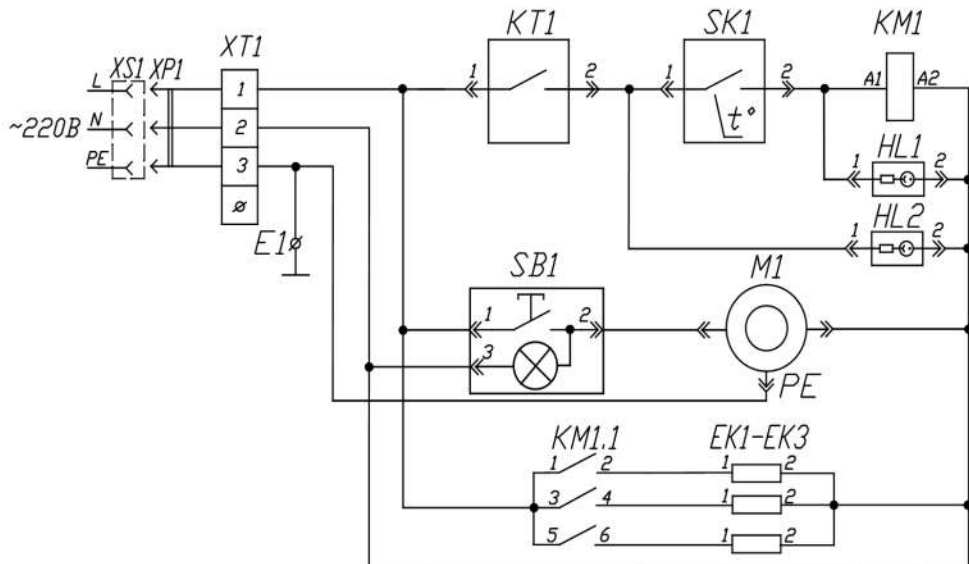 KT1 SK1 KM1
XT1
XS1 XP1
1 2 1 2
L 1 A1 A2
~220В N 2 t°
PE 3 HL1
1 2
ø HL2
E1 1 2
SB1 M1
1 2
3
PE
KM1.1 EK1-EK3
1 2 1 2
3 4 1 2
5 6 1 2